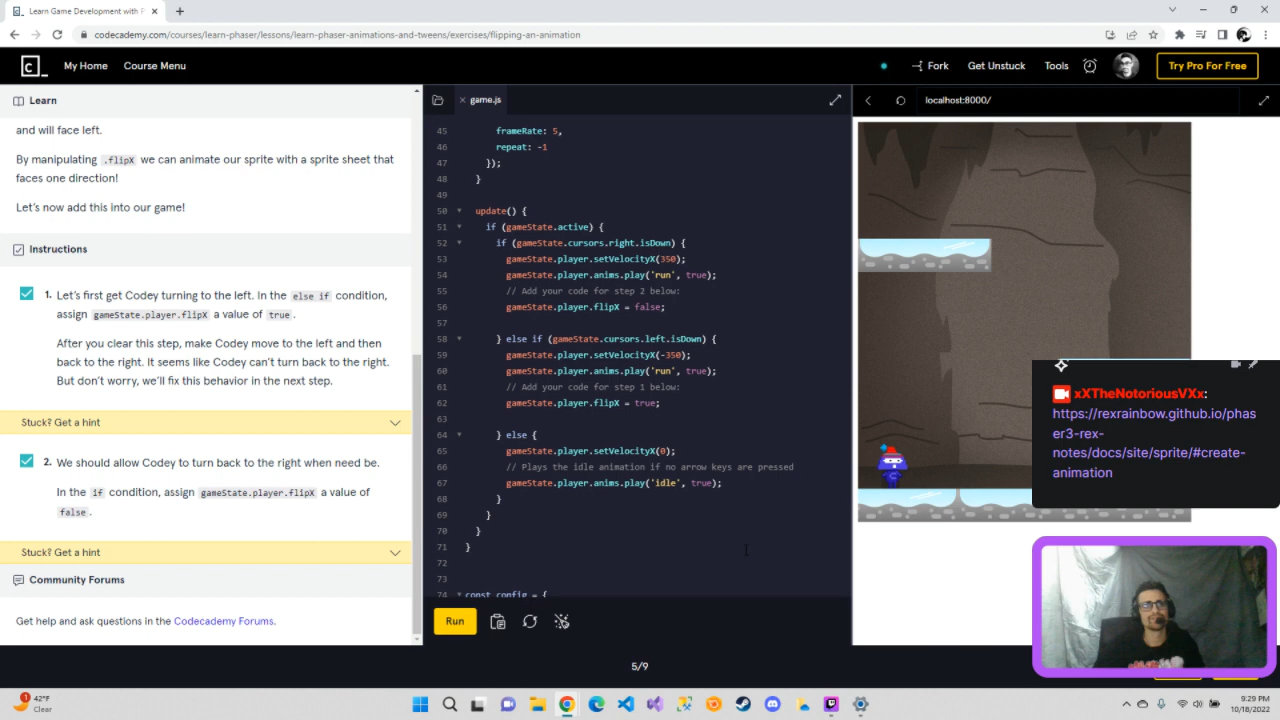 Learn Game Development with P
codecademy.com/courses/learn-phaser/lessons/learn-phaser-animations-and-tweens/exercises/flipping-an-animation
My Home
Course Menu
Fork
Get Unstuck
Tools
Try Pro For Free
Learn
and will face left.
By manipulating .flipX we can animate our sprite with a sprite sheet that
faces one direction!
Let's now add this into our game!
Instructions
1. Let's first get Codey turning to the left. In the else if condition,
assign gameState.player.flipX a value of true.
After you clear this step, make Codey move to the left and then
back to the right. It seems like Codey can't turn back to the right.
But don't worry, we'll fix this behavior in the next step.
Stuck? Get a hint
2. We should allow Codey to turn back to the right when need be.
In the if condition, assign gameState.player.flipX a value of
false.
Stuck? Get a hint
Community Forums
Get help and ask questions in the Codecademy Forums.
game.js
45 frameRate: 5,
46 repeat: -1
47 });
48 }
49
50 update() {
51 if (gameState.active) {
52 if (gameState.cursors.right.isDown) {
53 gameState.player.setVelocityX(350);
54 gameState.player.anims.play('run', true);
55 // Add your code for step 2 below:
56 gameState.player.flipX = false;
57
58 } else if (gameState.cursors.left.isDown) {
59 gameState.player.setVelocityX(-350);
60 gameState.player.anims.play('run', true);
61 // Add your code for step 1 below:
62 gameState.player.flipX = true;
63
64 } else {
65 gameState.player.setVelocityX(0);
66 // Plays the idle animation if no arrow keys are pressed
67 gameState.player.anims.play('idle', true);
68 }
69 }
70 }
71 }
72
73
74 const config = {
Run
5/9
localhost:8000/
xXTheNotoriousVXx:
https://rexrainbow.github.io/phas
er3-rex-
notes/docs/site/sprite/#create-
animation
1
42°F
Clear
9:29 PM
10/18/2022